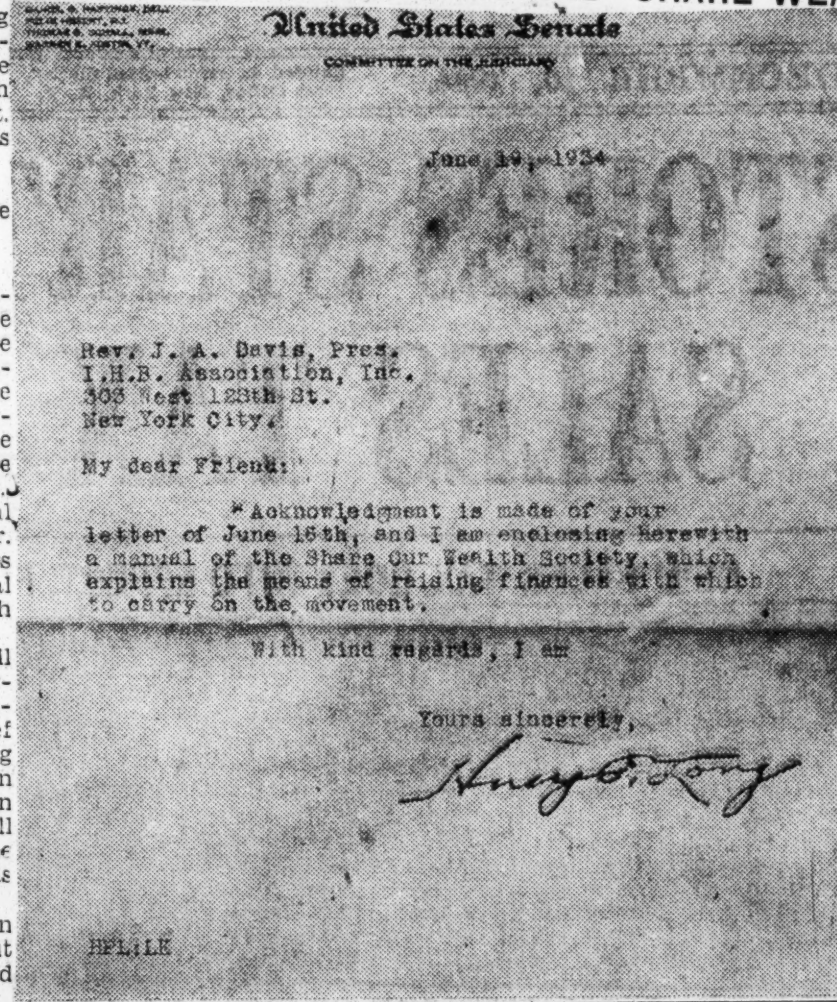 United States Senate
COMMITTEE ON THE JUDICIARY
June 19, 1934
Rev. J. A. Davis, Pres.
I.H.B. Association, Inc.
303 West 128th St.
New York City.
My dear Friend:
Acknowledgment is made of your
letter of June 16th, and I am enclosing herewith
a manual of the Share Our Wealth Society, which
explains the means of raising finances with which
to carry on the movement.
With kind regards, I am
Yours sincerely,
Huey P. Long
HPL:LK